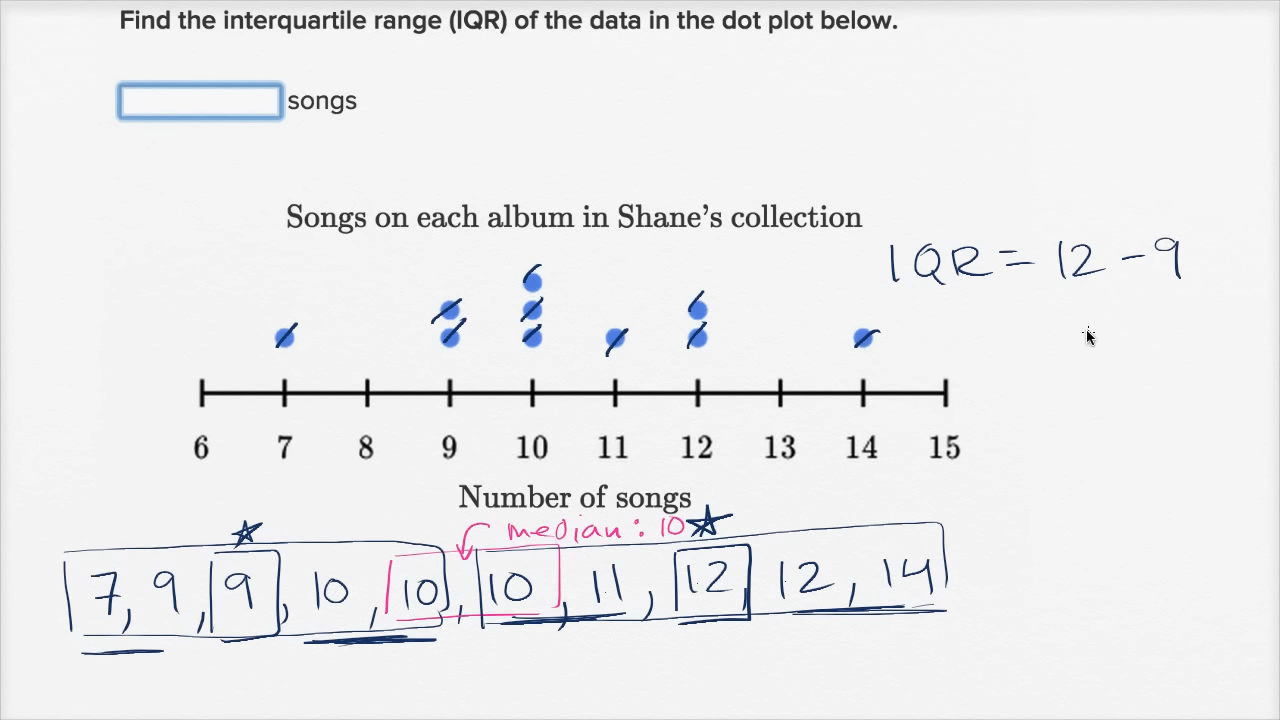 Find the interquartile range (IQR) of the data in the dot plot below.
songs
Songs on each album in Shane's collection
IQR = 12 - 9
6 7 8 9 10 11 12 13 14 15
Number of songs
median: 10
7, 9, 9, 10, 10, 10, 11, 12, 12, 14